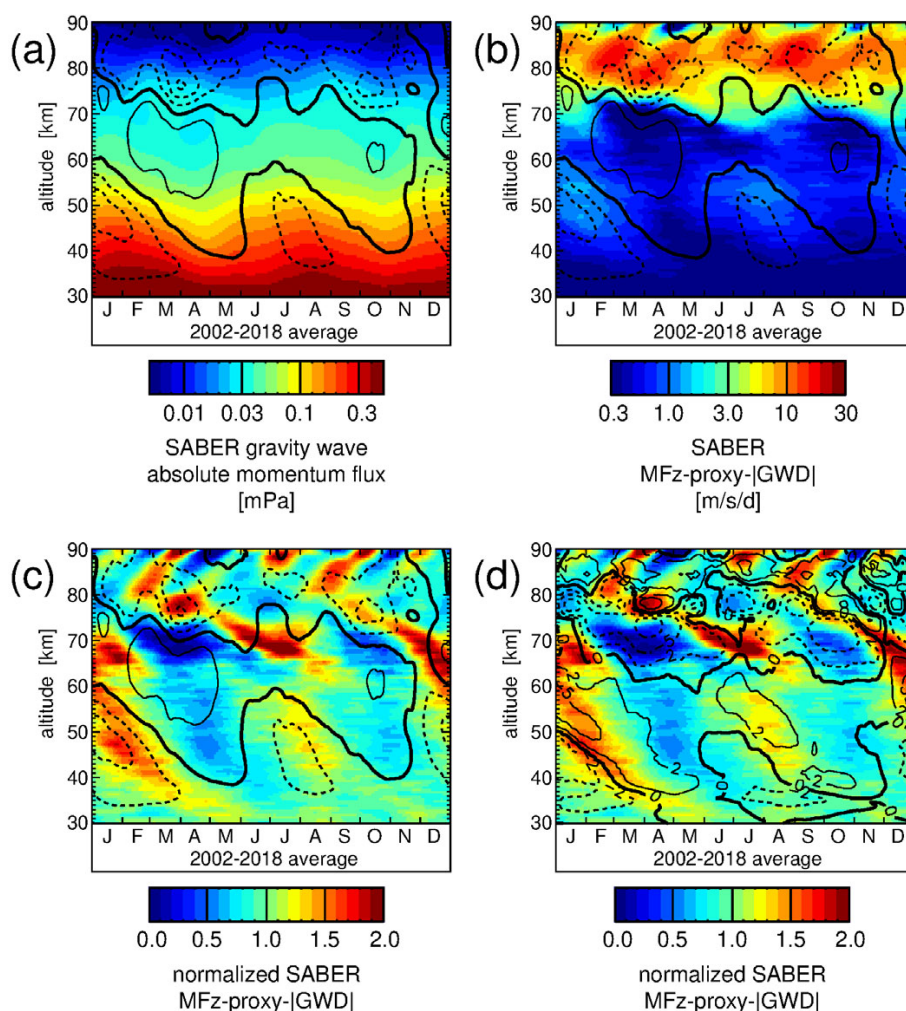 (a)
90
80
70
60
50
40
30
altitude [km]
J F M A M J J A S O N D
2002-2018 average
0.01 0.03 0.1 0.3
SABER gravity wave
absolute momentum flux
[mPa]
(b)
90
80
70
60
50
40
30
altitude [km]
J F M A M J J A S O N D
2002-2018 average
0.3 1.0 3.0 10 30
SABER
MFz-proxy-|GWD|
[m/s/d]
(c)
90
80
70
60
50
40
30
altitude [km]
J F M A M J J A S O N D
2002-2018 average
0.0 0.5 1.0 1.5 2.0
normalized SABER
MFz-proxy-|GWD|
(d)
90
80
70
60
50
40
30
altitude [km]
J F M A M J J A S O N D
2002-2018 average
0.0 0.5 1.0 1.5 2.0
normalized SABER
MFz-proxy-|GWD|